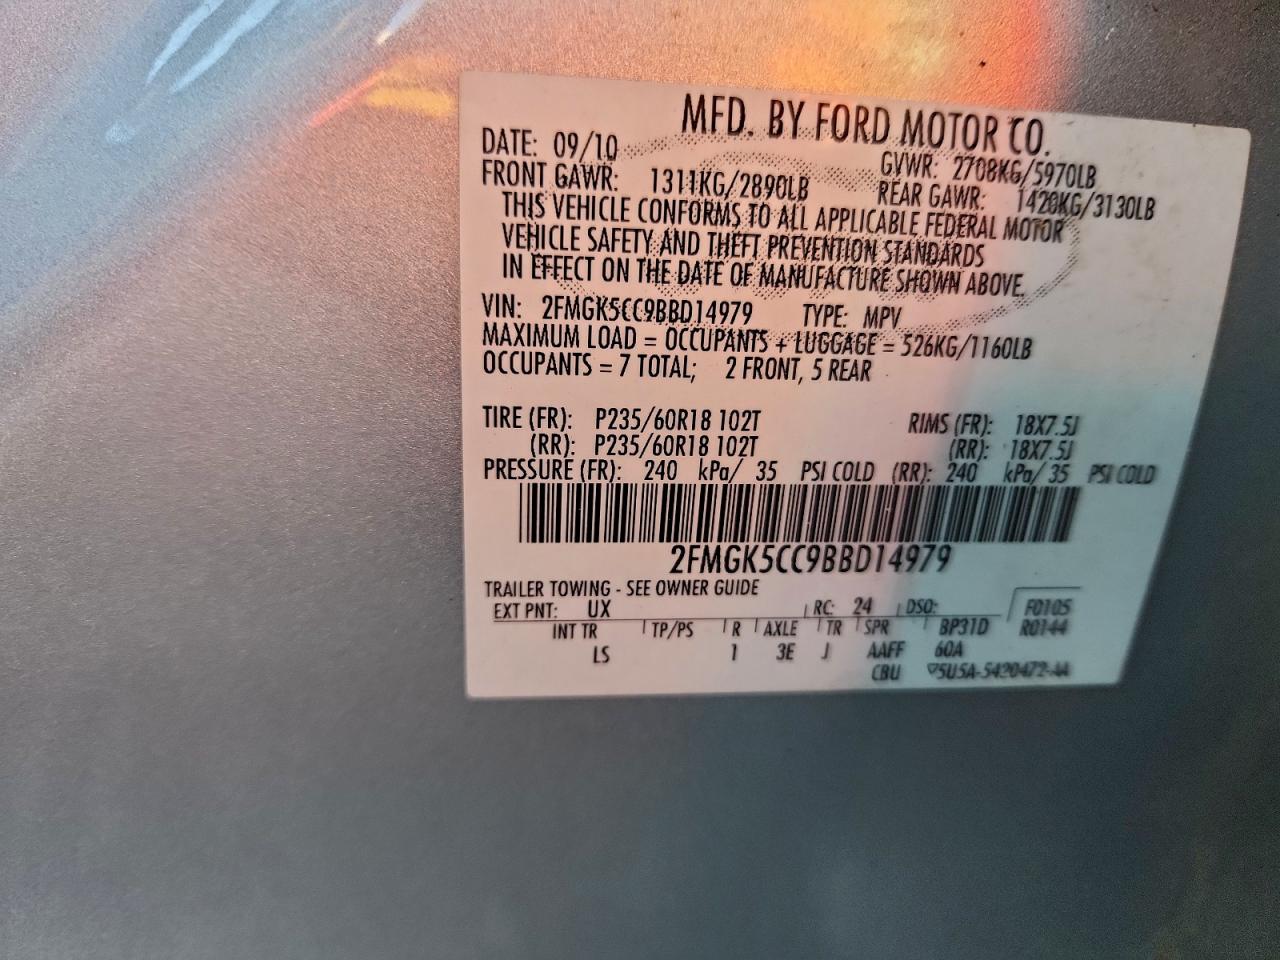 MFD. BY FORD MOTOR CO.
DATE: 09/10 GVWR: 2708KG/5970LB
FRONT GAWR: 1311KG/2890LB REAR GAWR: 1420KG/3130LB
THIS VEHICLE CONFORMS TO ALL APPLICABLE FEDERAL MOTOR
VEHICLE SAFETY AND THEFT PREVENTION STANDARDS
IN EFFECT ON THE DATE OF MANUFACTURE SHOWN ABOVE.
VIN: 2FMGK5CC9BBD14979 TYPE: MPV
MAXIMUM LOAD = OCCUPANTS + LUGGAGE = 526KG/1160LB
OCCUPANTS = 7 TOTAL; 2 FRONT, 5 REAR
TIRE (FR): P235/60R18 102T RIMS (FR): 18X7.5J
(RR): P235/60R18 102T (RR): 18X7.5J
PRESSURE (FR): 240 kPa/ 35 PSI COLD (RR): 240 kPa/ 35 PSI COLD
2FMGK5CC9BBD14979
TRAILER TOWING - SEE OWNER GUIDE
EXT PNT: UX RC: 24 DSO: F0105
INT TR TP/PS R AXLE TR SPR BP31D R0144
LS 1 3E J AAFF 60A
CBU 5U5A-5420472-AA